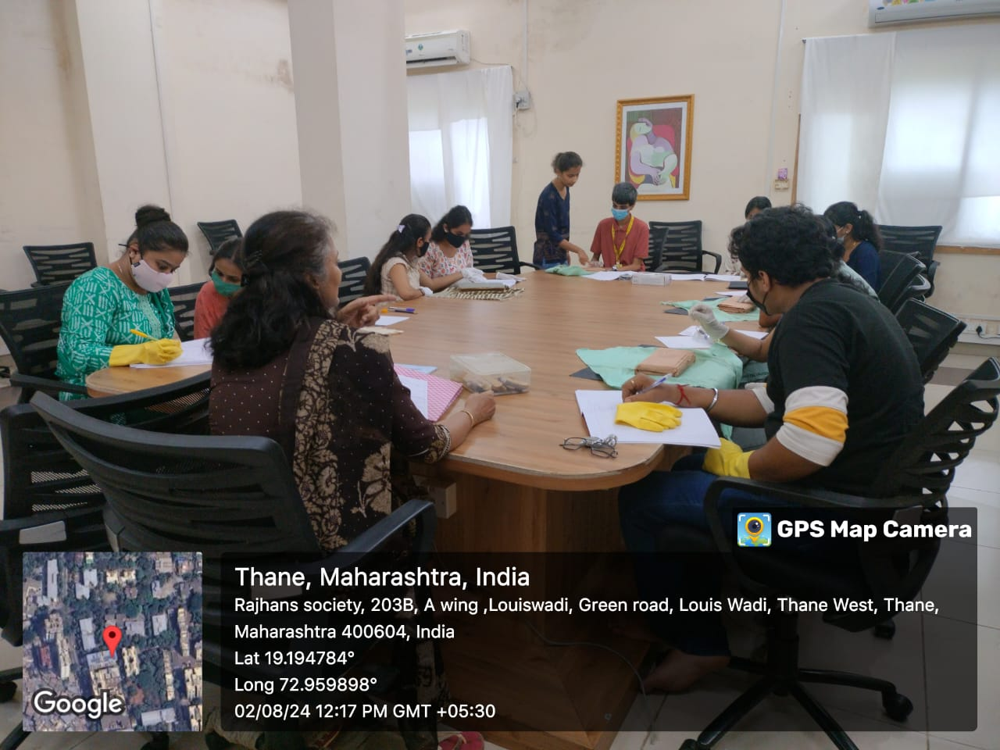 GPS Map Camera
Thane, Maharashtra, India
Rajhans society, 203B, A wing ,Louiswadi, Green road, Louis Wadi, Thane West, Thane,
Maharashtra 400604, India
Lat 19.194784°
Long 72.959898°
02/08/24 12:17 PM GMT +05:30
Google